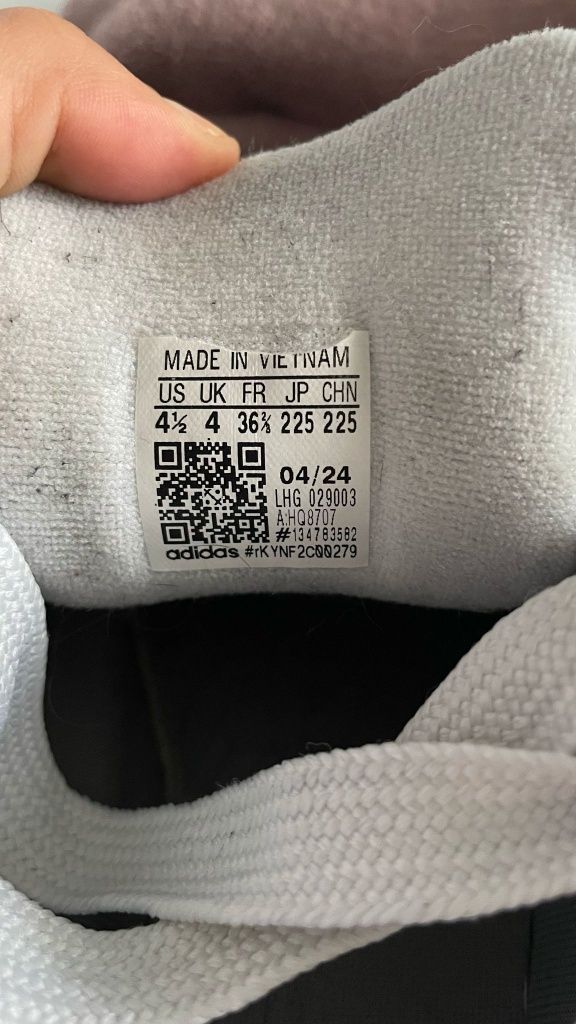 MADE IN VIETNAM
US UK FR JP CHN
4½ 4 36⅔ 225 225
04/24
LHG 029003
A:HQ8707
#134783582
adidas #rKYNF2C00279